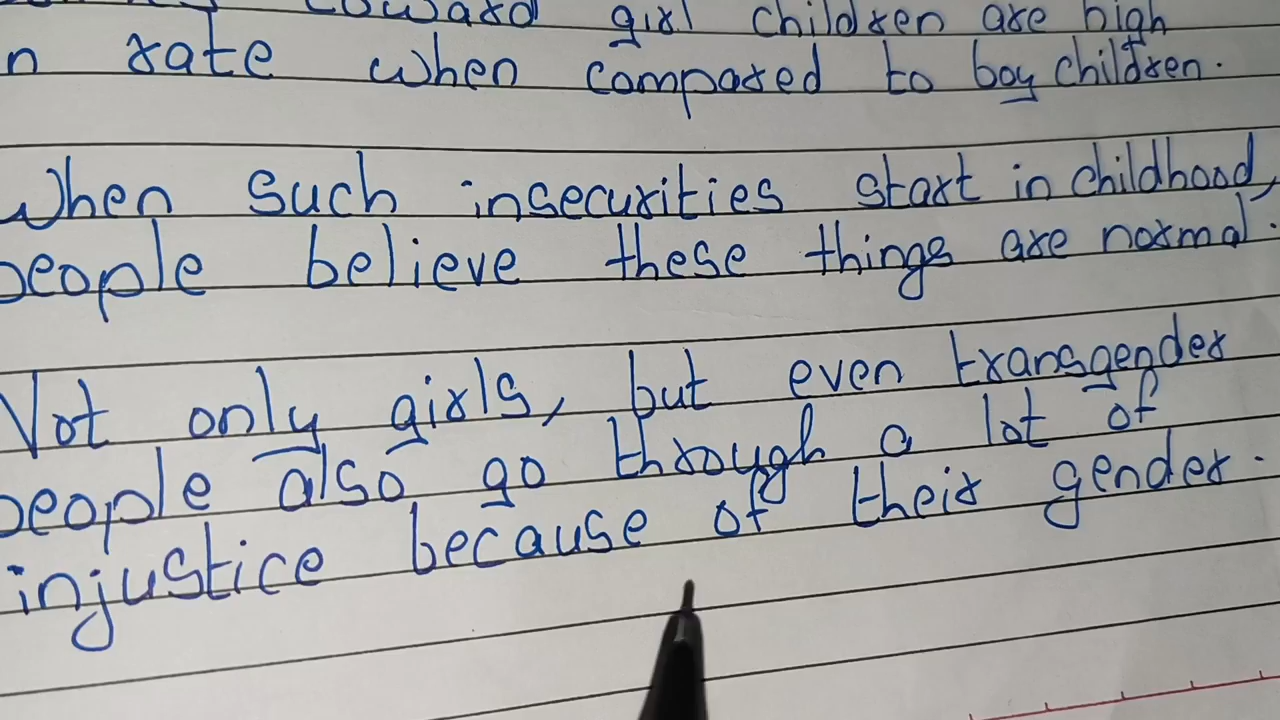 toward girl children are high
n rate when compared to boy children.
When such insecurities start in childhood,
people believe these things are normal.
Not only girls, but even transgender
people also go through a lot of
injustice because of their gender.